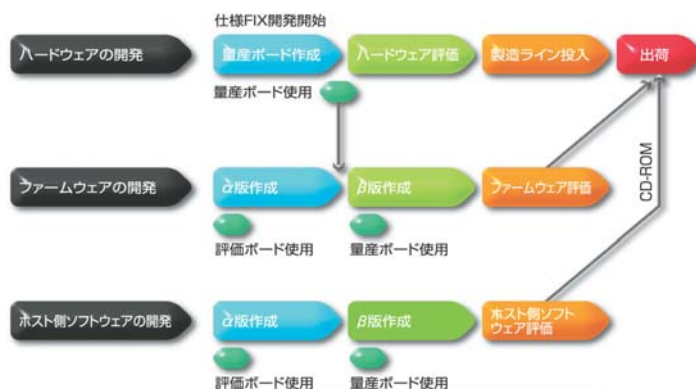 仕様FIX開発開始
ハードウェアの開発
量産ボード作成
ハードウェア評価
製造ライン投入
出荷
量産ボード使用
ファームウェアの開発
α版作成
β版作成
ファームウェア評価
CD-ROM
評価ボード使用
量産ボード使用
ホスト側ソフトウェアの開発
α版作成
β版作成
ホスト側ソフト
ウェア評価
評価ボード使用
量産ボード使用